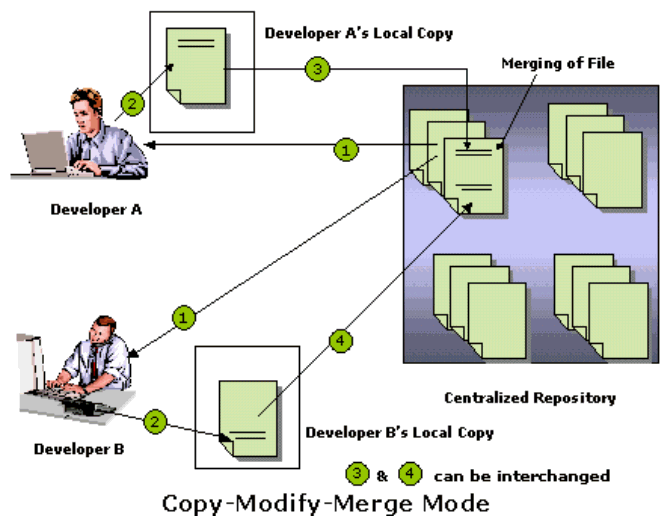 Developer A's Local Copy
3
Merging of File
2
1
Developer A
1
4
2
Centralized Repository
Developer B
Developer B's Local Copy
3 & 4 can be interchanged
Copy-Modify-Merge Mode